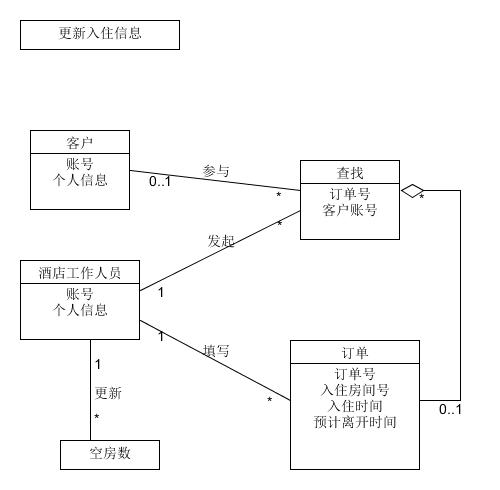 更新入住信息
客户
账号
个人信息
参与
0..1
*
查找
订单号
客户账号
*
发起
*
1
酒店工作人员
账号
个人信息
1
填写
*
1
更新
*
空房数
订单
订单号
入住房间号
入住时间
预计离开时间
0..1